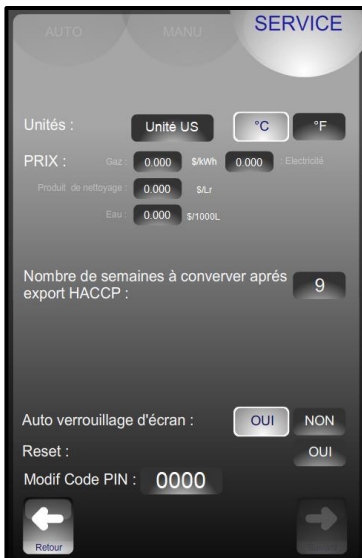 AUTO MANU SERVICE
Unités : Unité US °C °F
PRIX : Gaz : 0.000 $/kWh 0.000 : Electricité
Produit de nettoyage : 0.000 $/Lr
Eau : 0.000 $/1000L
Nombre de semaines à converver aprés
export HACCP : 9
Auto verrouillage d'écran : OUI NON
Reset : OUI
Modif Code PIN : 0000
Retour